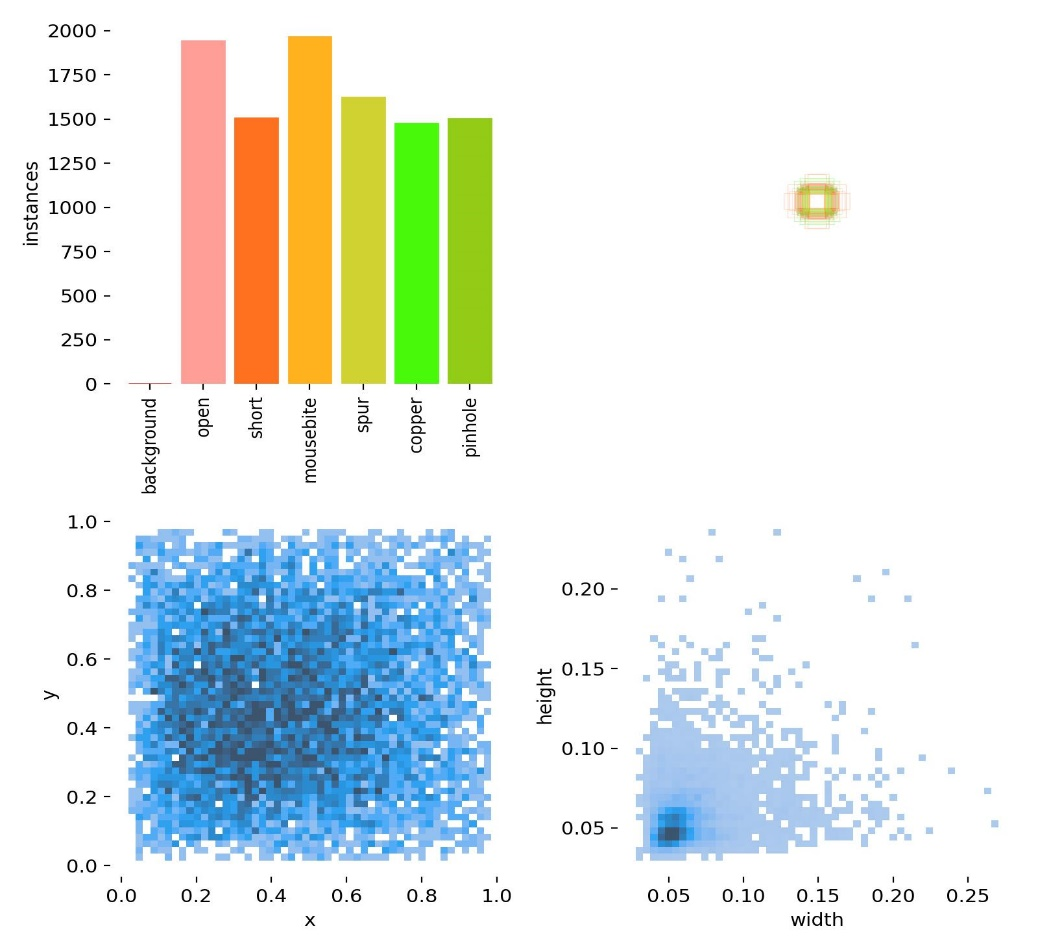 2000
1750
1500
1250
1000
750
500
250
0
instances
background
open
short
mousebite
spur
copper
pinhole
1.0
0.8
0.6
0.4
0.2
0.0
y
0.0 0.2 0.4 0.6 0.8 1.0
x
0.20
0.15
0.10
0.05
height
0.05 0.10 0.15 0.20 0.25
width